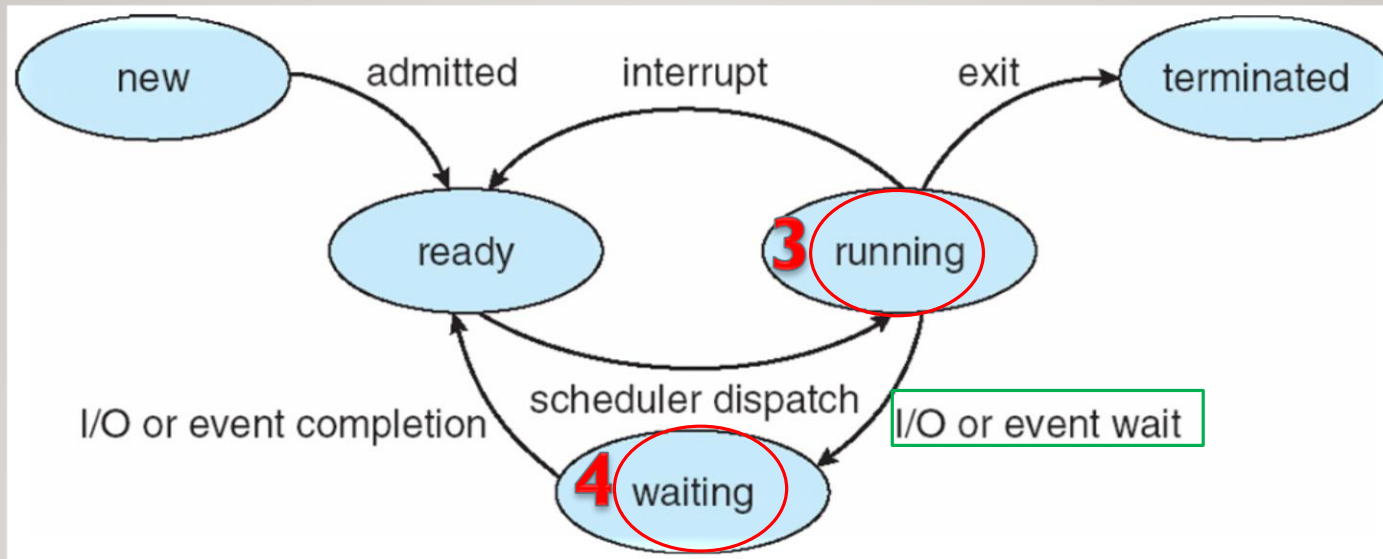 new
admitted
interrupt
exit
terminated
ready
3 running
scheduler dispatch
I/O or event completion
I/O or event wait
4 waiting